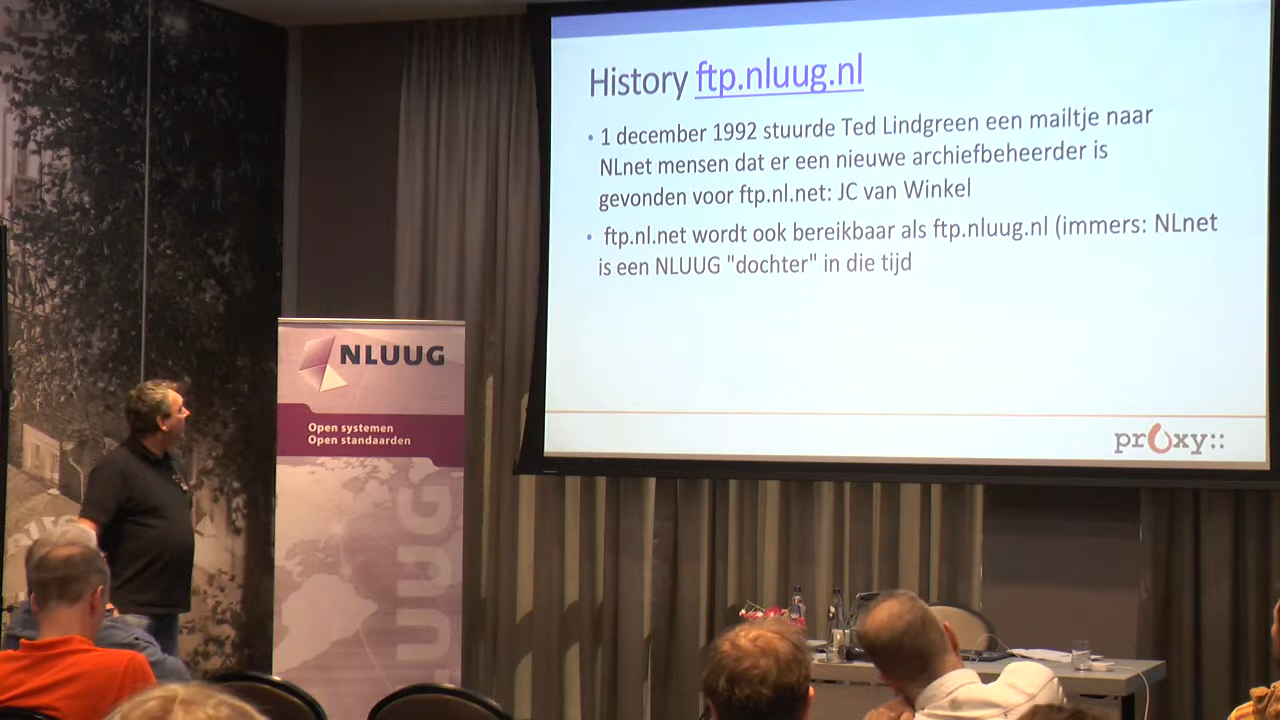 History ftp.nluug.nl
• 1 december 1992 stuurde Ted Lindgreen een mailtje naar
NLnet mensen dat er een nieuwe archiefbeheerder is
gevonden voor ftp.nl.net: JC van Winkel
• ftp.nl.net wordt ook bereikbaar als ftp.nluug.nl (immers: NLnet
is een NLUUG "dochter" in die tijd
proxy::
NLUUG
Open systemen
Open standaarden
UUG